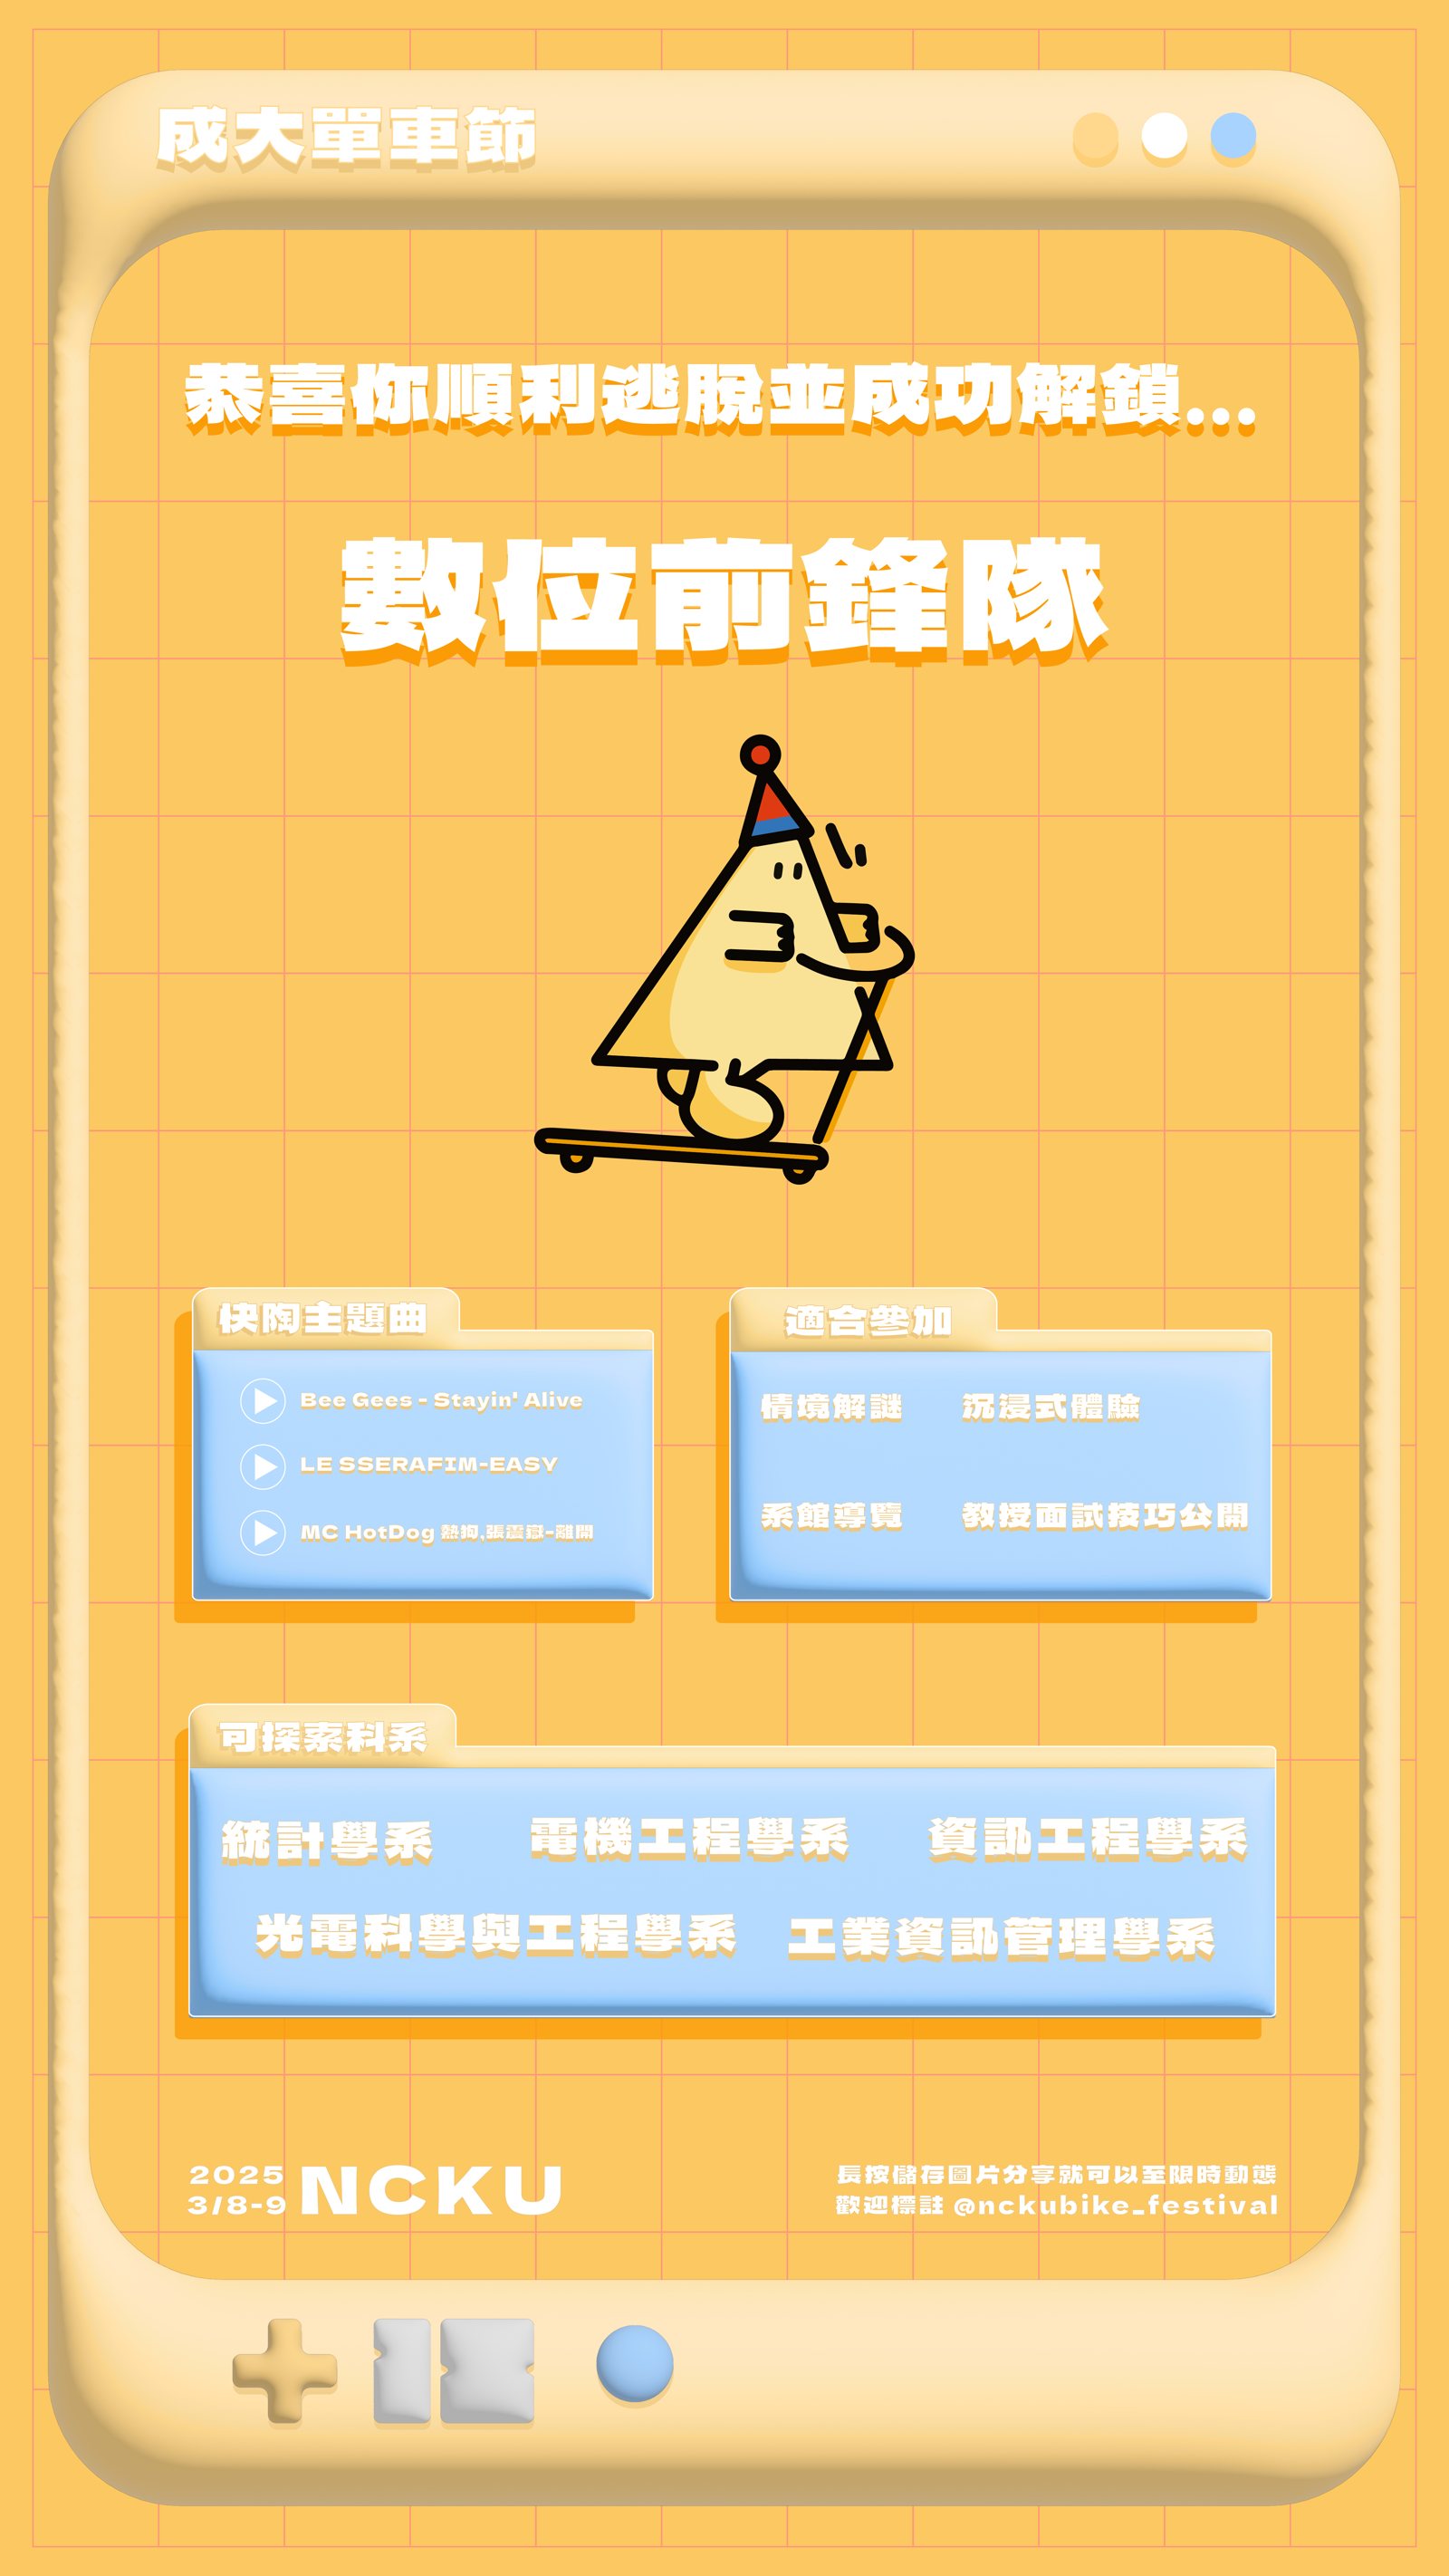 成大單車節
恭喜你順利逃脫並成功解鎖...
數位前鋒隊
快陶主題曲
Bee Gees - Stayin' Alive
LE SSERAFIM-EASY
MC HotDog 熱狗,張震嶽-離開
適合參加
情境解謎 沉浸式體驗
系館導覽 教授面試技巧公開
可探索科系
統計學系 電機工程學系 資訊工程學系
光電科學與工程學系 工業資訊管理學系
2025
3/8-9
NCKU
長按儲存圖片分享就可以至限時動態
歡迎標註 @nckubike_festival